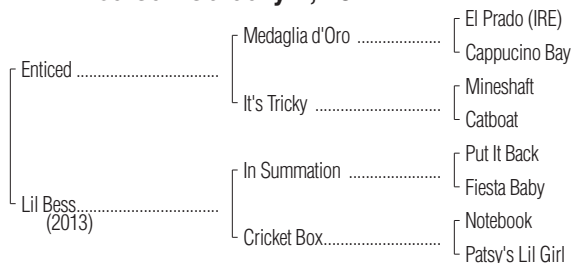 El Prado (IRE)
Medaglia d'Oro
Cappucino Bay
Enticed
Mineshaft
It's Tricky
Catboat
Put It Back
In Summation
Fiesta Baby
Lil Bess
(2013)
Notebook
Cricket Box
Patsy's Lil Girl